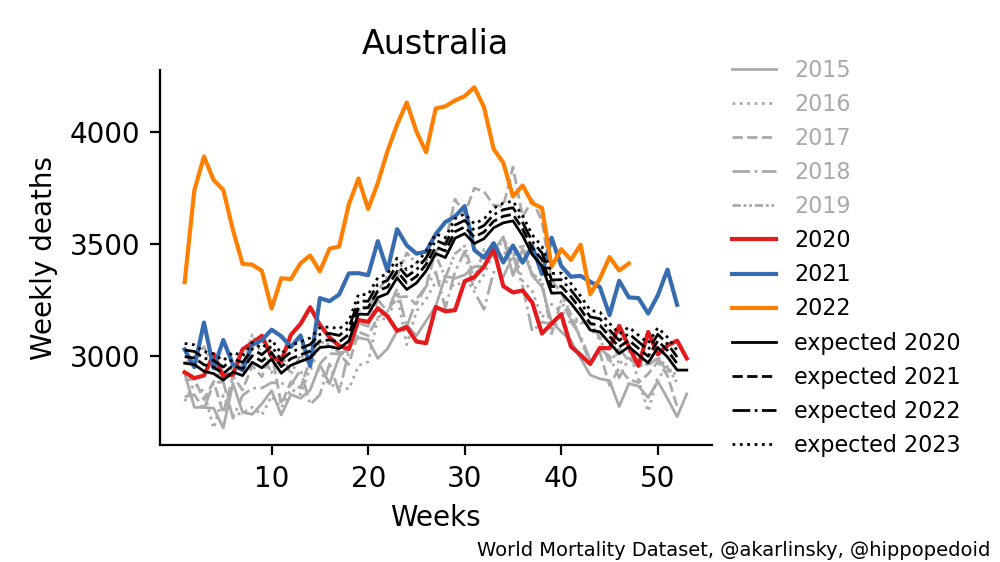 Australia
Weekly deaths
4000
3500
3000
10 20 30 40 50
Weeks
2015
2016
2017
2018
2019
2020
2021
2022
expected 2020
expected 2021
expected 2022
expected 2023
World Mortality Dataset, @akarlinsky, @hippopedoid